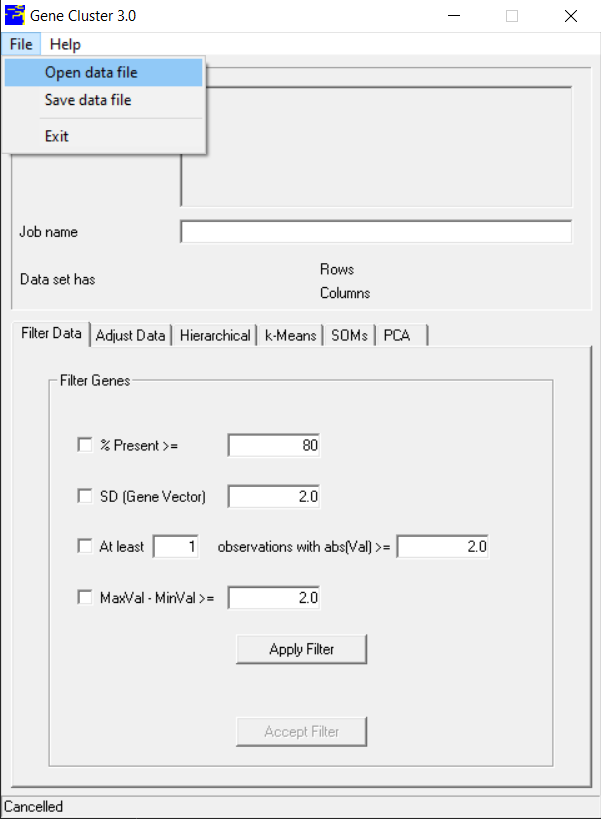 Gene Cluster 3.0
File Help
Open data file
Save data file
Exit
Job name
Data set has
Rows
Columns
Filter Data Adjust Data Hierarchical k-Means SOMs PCA
Filter Genes
% Present >= 80
SD (Gene Vector) 2.0
At least 1 observations with abs(Val) >= 2.0
MaxVal - MinVal >= 2.0
Apply Filter
Accept Filter
Cancelled